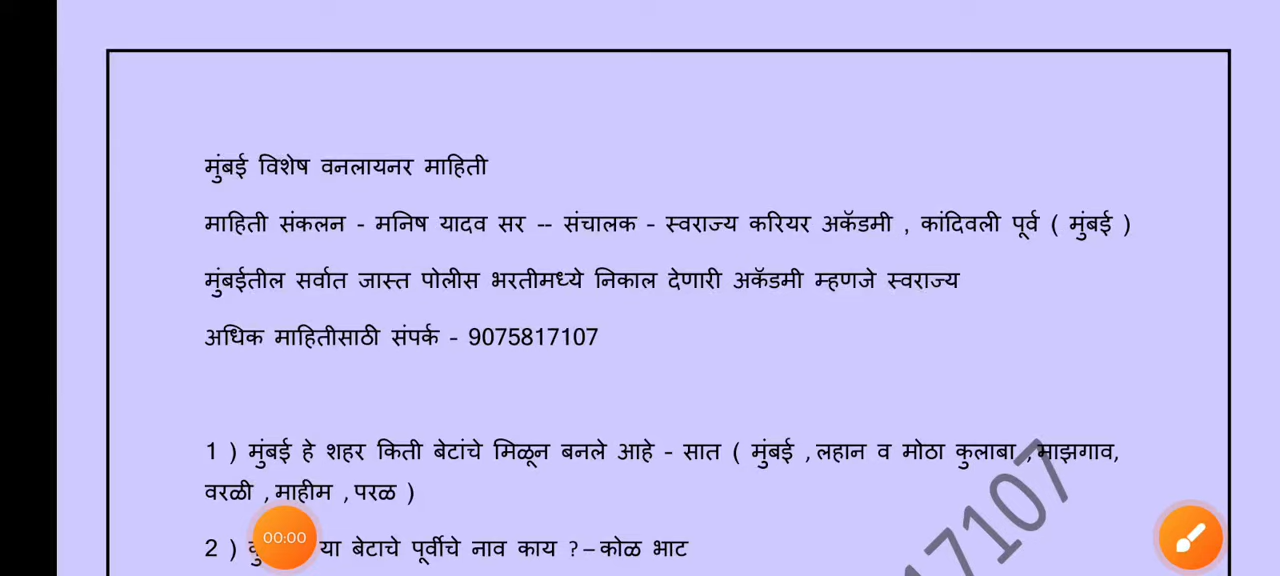 मुंबई विशेष वनलायनर माहिती
माहिती संकलन - मनिष यादव सर -- संचालक - स्वराज्य करियर अकॅडमी , कांदिवली पूर्व ( मुंबई )
मुंबईतील सर्वात जास्त पोलीस भरतीमध्ये निकाल देणारी अकॅडमी म्हणजे स्वराज्य
अधिक माहितीसाठी संपर्क - 9075817107
1 ) मुंबई हे शहर किती बेटांचे मिळून बनले आहे - सात ( मुंबई ,लहान व मोठा कुलाबा ,माझगाव,
वरळी ,माहीम ,परळ )
2 ) या बेटाचे पूर्वीचे नाव काय ? – कोळ भाट
00:00
17107